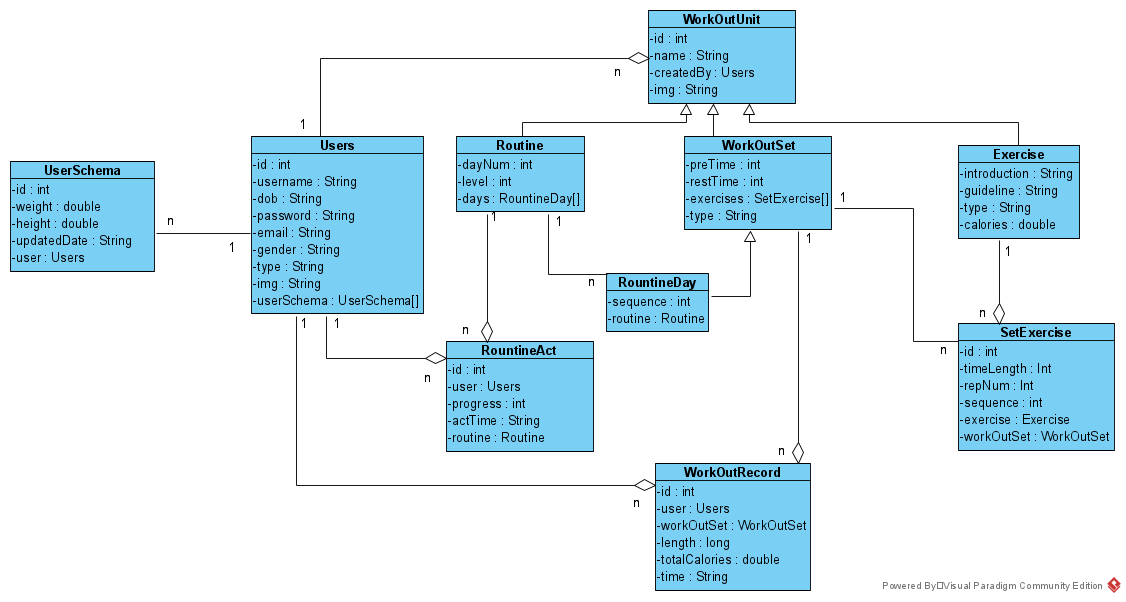 WorkOutUnit
-id : int
-name : String
-createdBy : Users
-img : String
n
1
Users
-id : int
-username : String
-dob : String
-password : String
-email : String
-gender : String
-type : String
-img : String
-userSchema : UserSchema[]
Routine
-dayNum : int
-level : int
-days : RountineDay[]
WorkOutSet
-preTime : int
-restTime : int
-exercises : SetExercise[]
-type : String
Exercise
-introduction : String
-guideline : String
-type : String
-calories : double
UserSchema
-id : int
-weight : double
-height : double
-updatedDate : String
-user : Users
n
1
1
1
1
1
1
n
RountineDay
-sequence : int
-routine : Routine
1
1
n
n
RountineAct
-id : int
-user : Users
-progress : int
-actTime : String
-routine : Routine
n
n
SetExercise
-id : int
-timeLength : Int
-repNum : Int
-sequence : int
-exercise : Exercise
-workOutSet : WorkOutSet
n
n
WorkOutRecord
-id : int
-user : Users
-workOutSet : WorkOutSet
-length : long
-totalCalories : double
-time : String
Powered By Visual Paradigm Community Edition